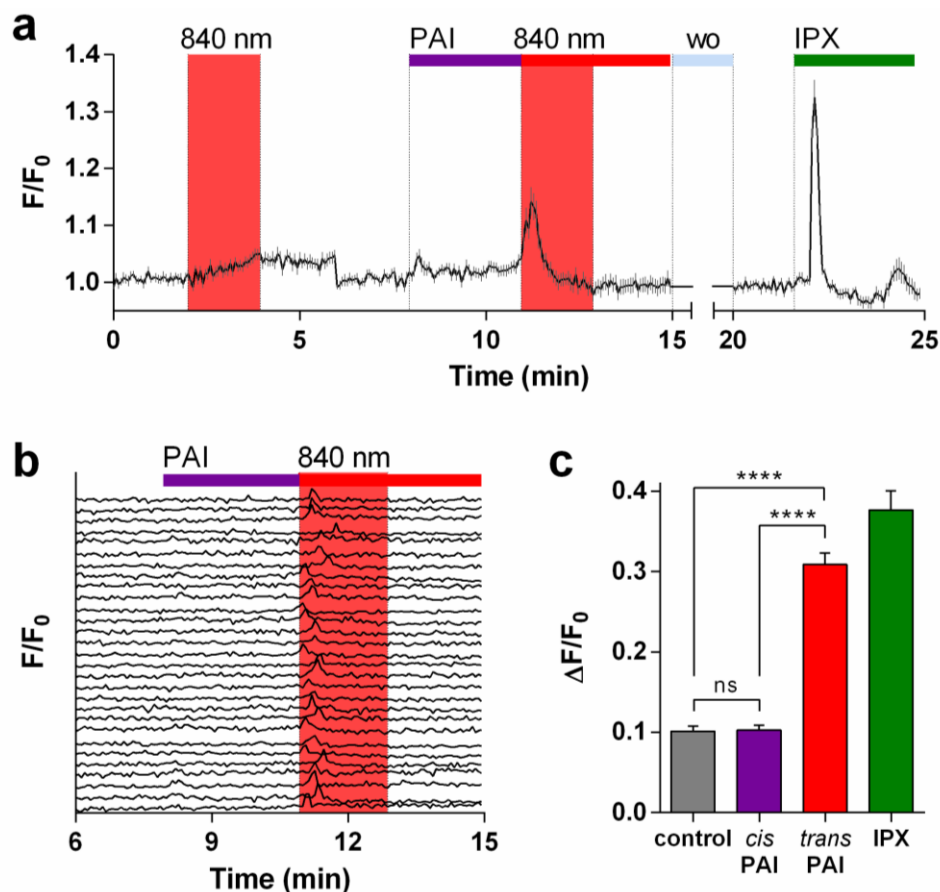 a
840 nm PAI 840 nm wo IPX
1.4
1.3
1.2
1.1
1.0
F/F0
0 5 10 15 20 25
Time (min)
b
PAI 840 nm
F/F0
6 9 12 15
Time (min)
c
****
****
ns
0.4
0.3
0.2
0.1
0.0
ΔF/F0
control cis PAI trans PAI IPX